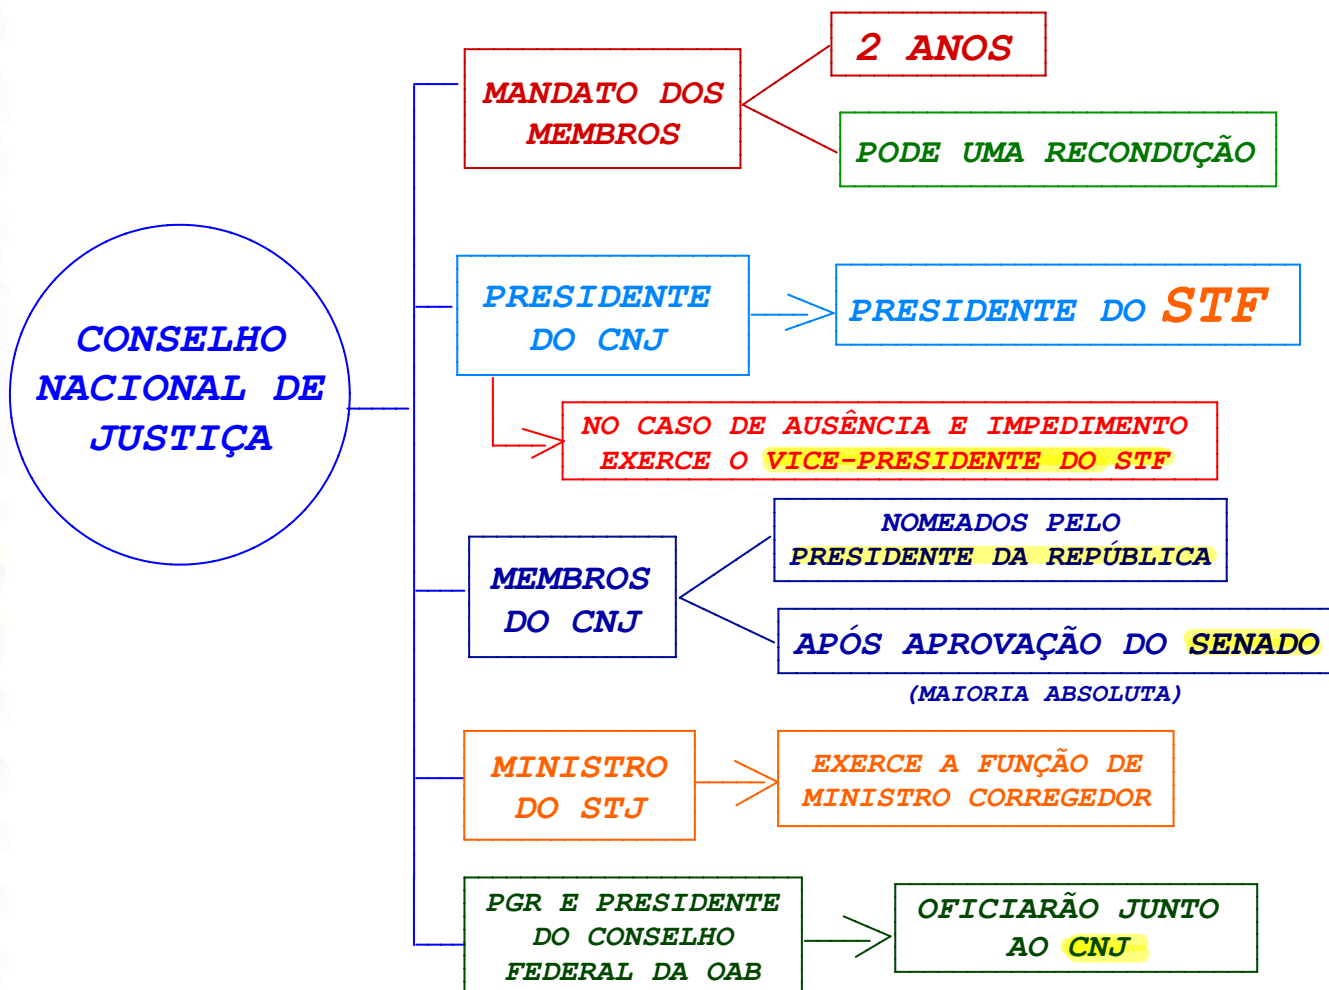 CONSELHO
NACIONAL DE
JUSTIÇA
MANDATO DOS
MEMBROS
2 ANOS
PODE UMA RECONDUÇÃO
PRESIDENTE
DO CNJ
PRESIDENTE DO STF
NO CASO DE AUSÊNCIA E IMPEDIMENTO
EXERCE O VICE-PRESIDENTE DO STF
MEMBROS
DO CNJ
NOMEADOS PELO
PRESIDENTE DA REPÚBLICA
APÓS APROVAÇÃO DO SENADO
(MAIORIA ABSOLUTA)
MINISTRO
DO STJ
EXERCE A FUNÇÃO DE
MINISTRO CORREGEDOR
PGR E PRESIDENTE
DO CONSELHO
FEDERAL DA OAB
OFICIARÃO JUNTO
AO CNJ